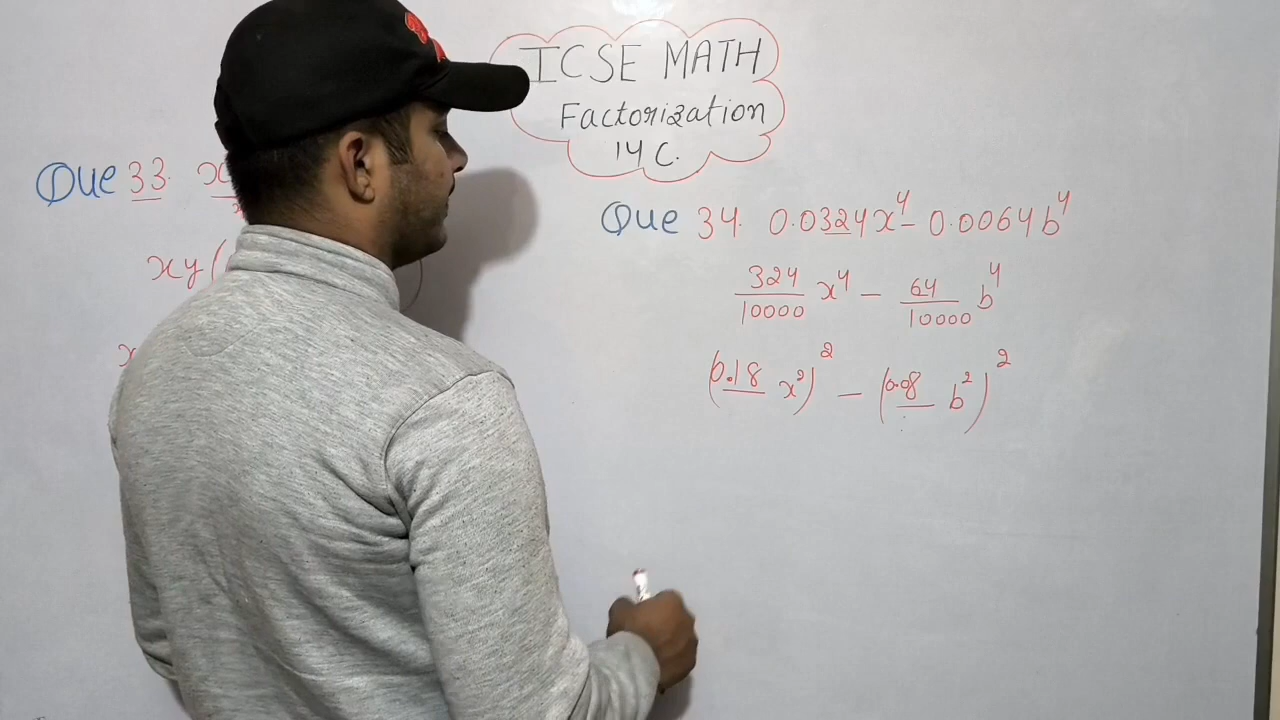 ICSE MATH
Factorization
14 C.
Que 33. x
xy(
x
Que 34. 0.0324x⁴ - 0.0064b⁴
324/10000 x⁴ - 64/10000 b⁴
(0.18 x²)² - (0.08 b²)²